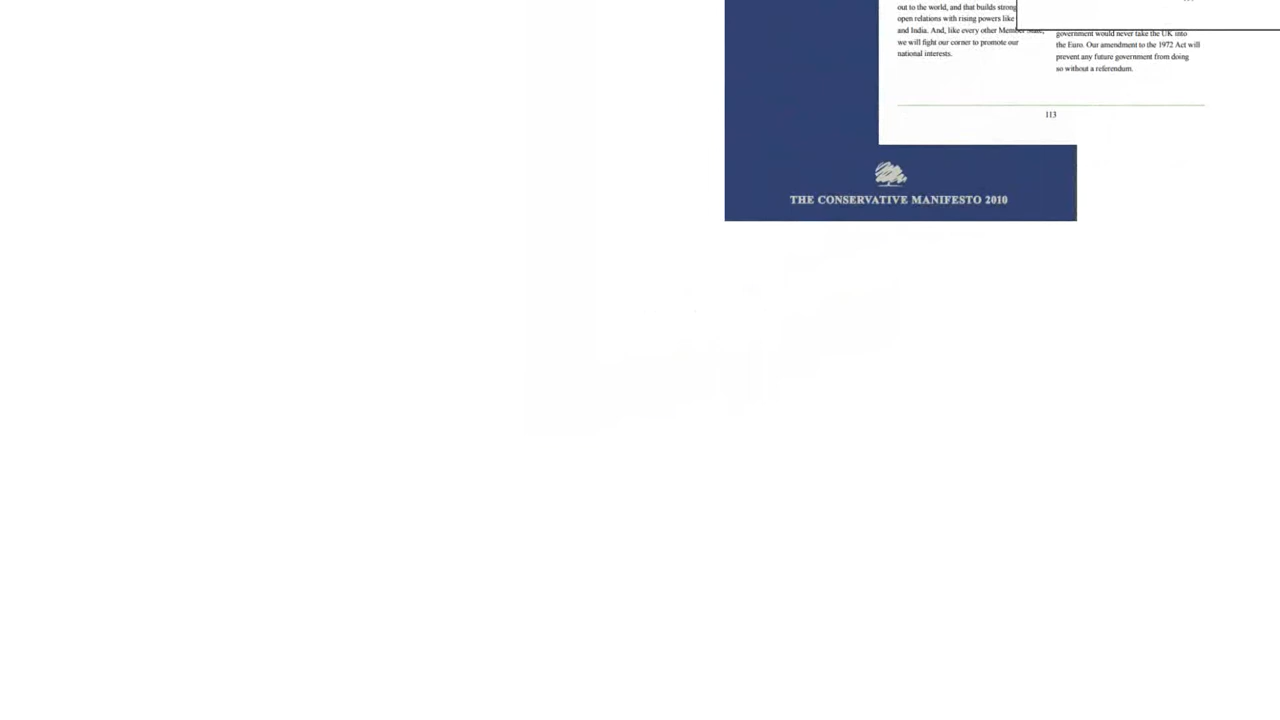 out to the world, and that builds strong
open relations with rising powers like
and India. And, like every other Member State,
we will fight our corner to promote our
national interests.
government would never take the UK into
the Euro. Our amendment to the 1972 Act will
prevent any future government from doing
so without a referendum.
113
THE CONSERVATIVE MANIFESTO 2010